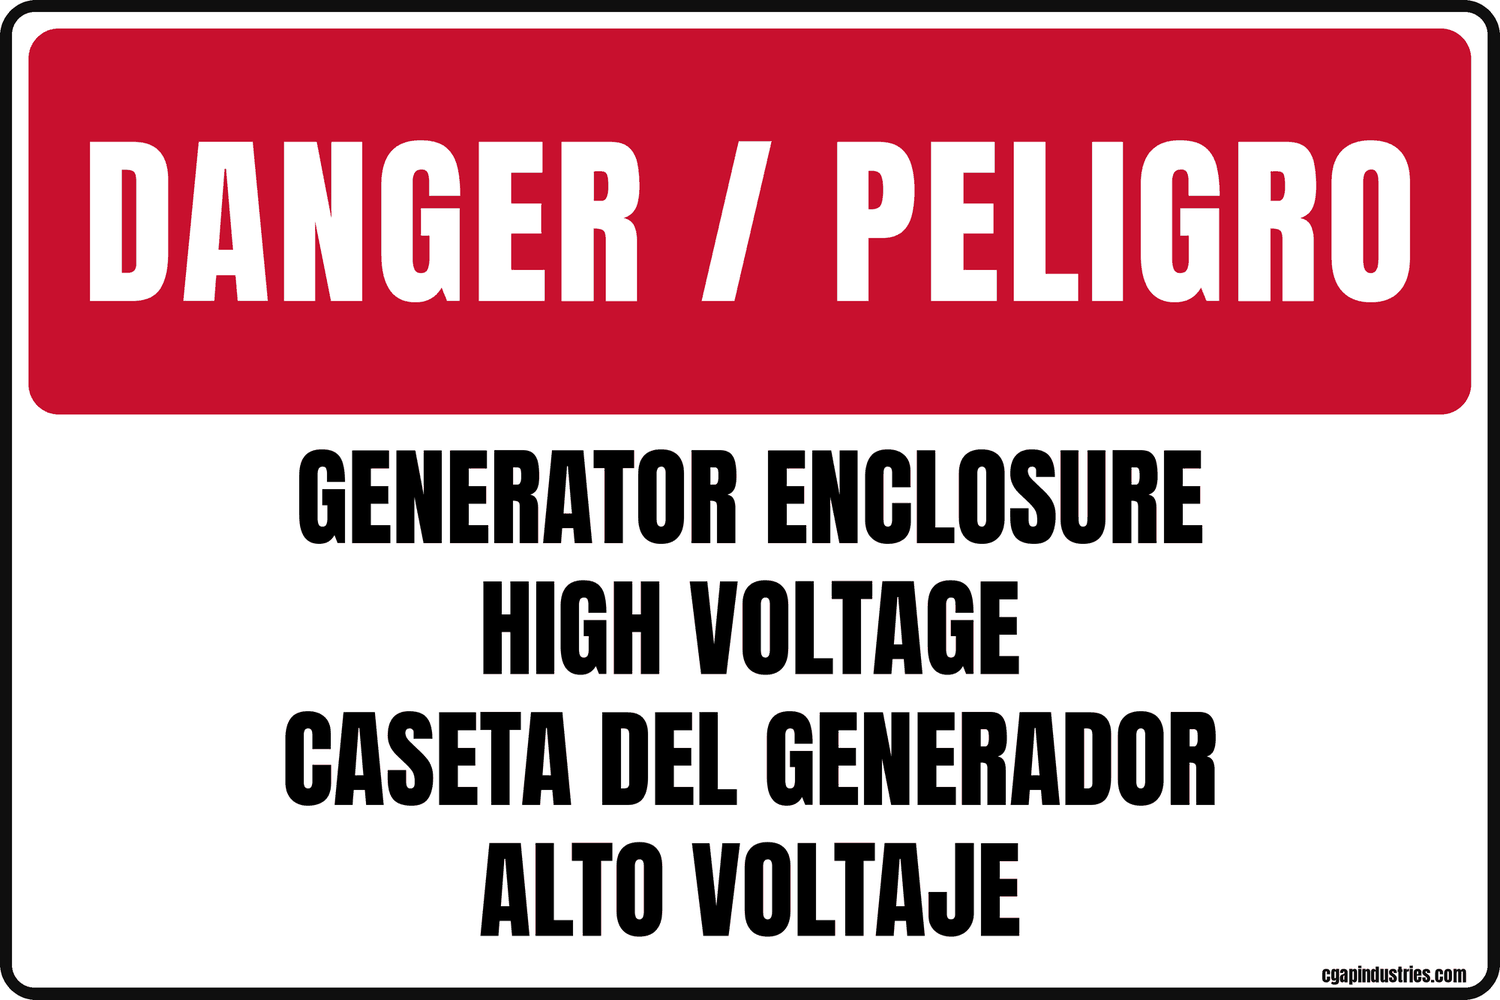 DANGER / PELIGRO
GENERATOR ENCLOSURE
HIGH VOLTAGE
CASETA DEL GENERADOR
ALTO VOLTAJE
cgapindustries.com